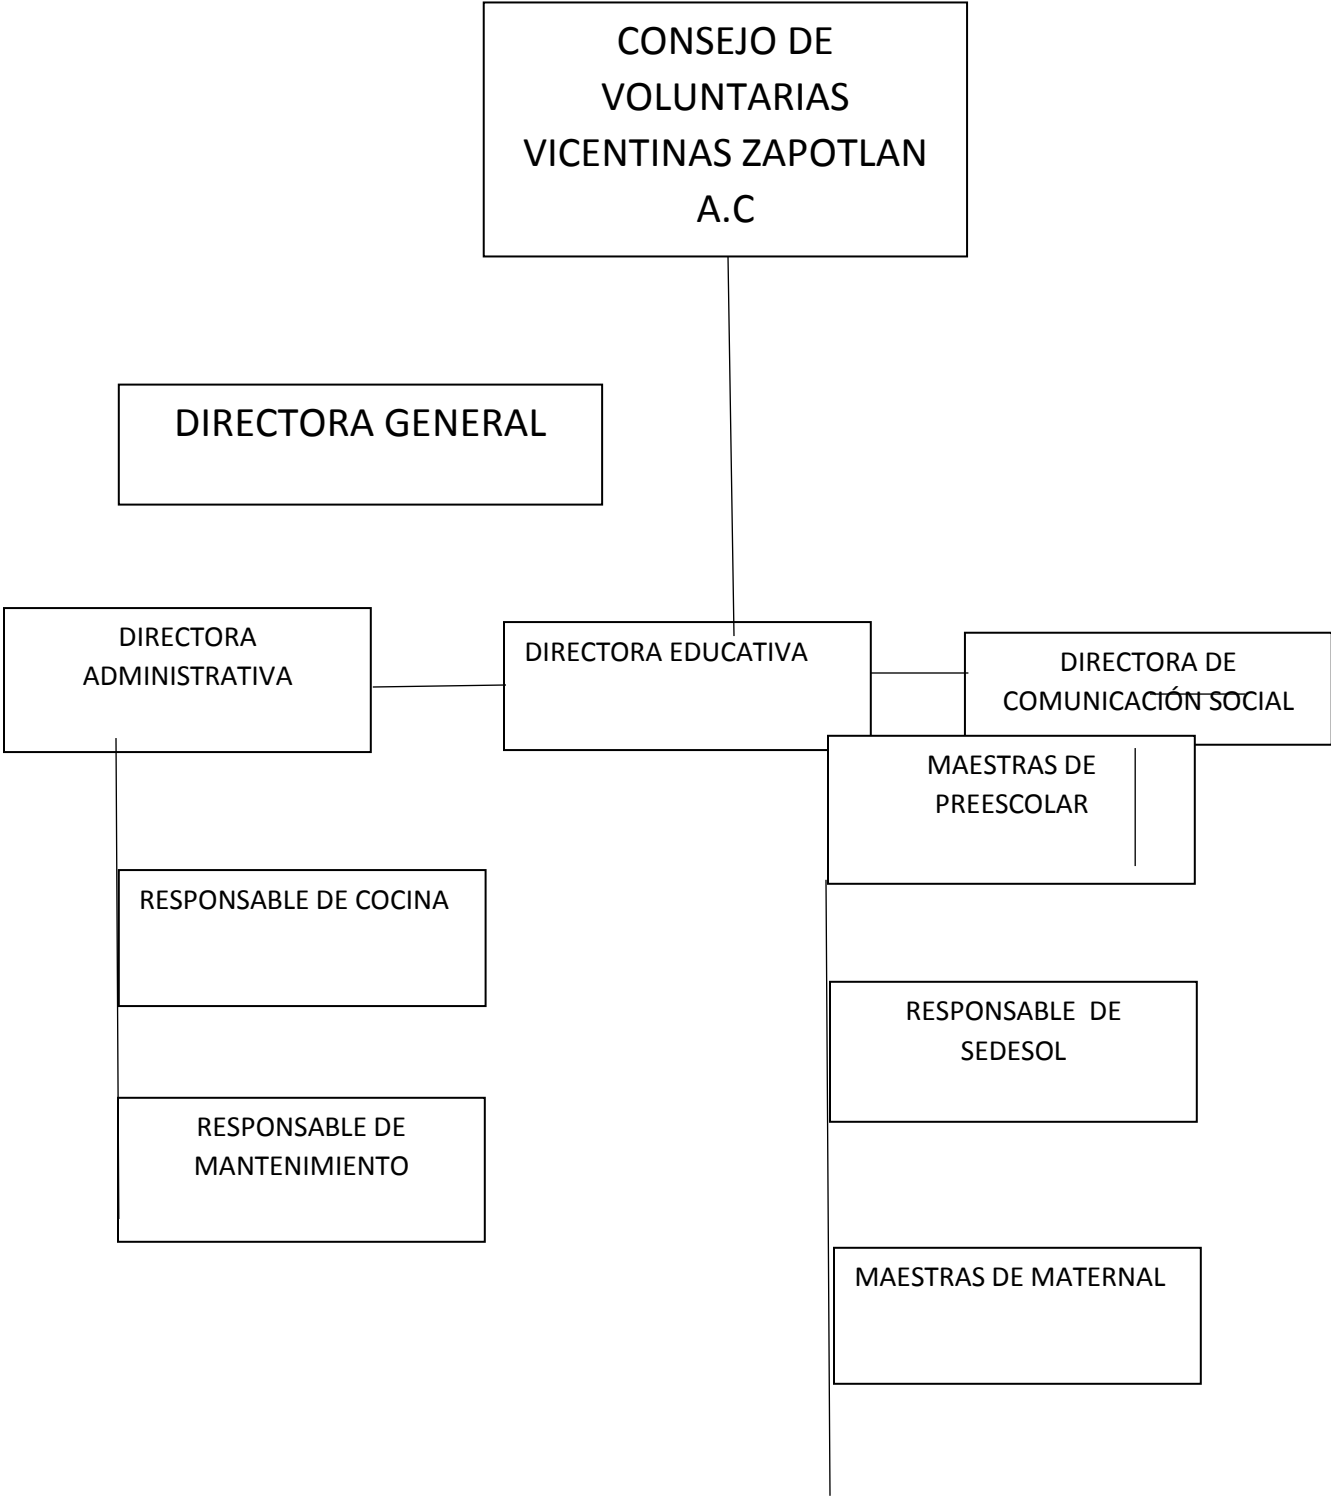 CONSEJO DE
VOLUNTARIAS
VICENTINAS ZAPOTLAN
A.C
DIRECTORA GENERAL
DIRECTORA
ADMINISTRATIVA
DIRECTORA EDUCATIVA
DIRECTORA DE
COMUNICACIÓN SOCIAL
MAESTRAS DE
PREESCOLAR
RESPONSABLE DE COCINA
RESPONSABLE  DE
SEDESOL
RESPONSABLE DE
MANTENIMIENTO
MAESTRAS DE MATERNAL